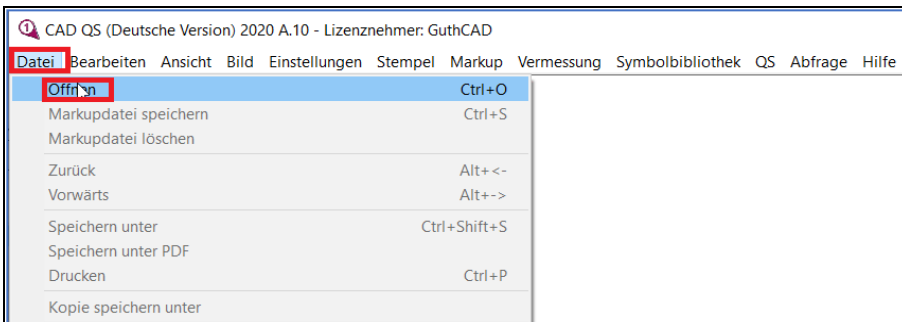 CAD QS (Deutsche Version) 2020 A.10 - Lizenznehmer: GuthCAD
Datei Bearbeiten Ansicht Bild Einstellungen Stempel Markup Vermessung Symbolbibliothek QS Abfrage Hilfe
Öffnen Ctrl+O
Markupdatei speichern Ctrl+S
Markupdatei löschen
Zurück Alt+<-
Vorwärts Alt+->
Speichern unter Ctrl+Shift+S
Speichern unter PDF
Drucken Ctrl+P
Kopie speichern unter